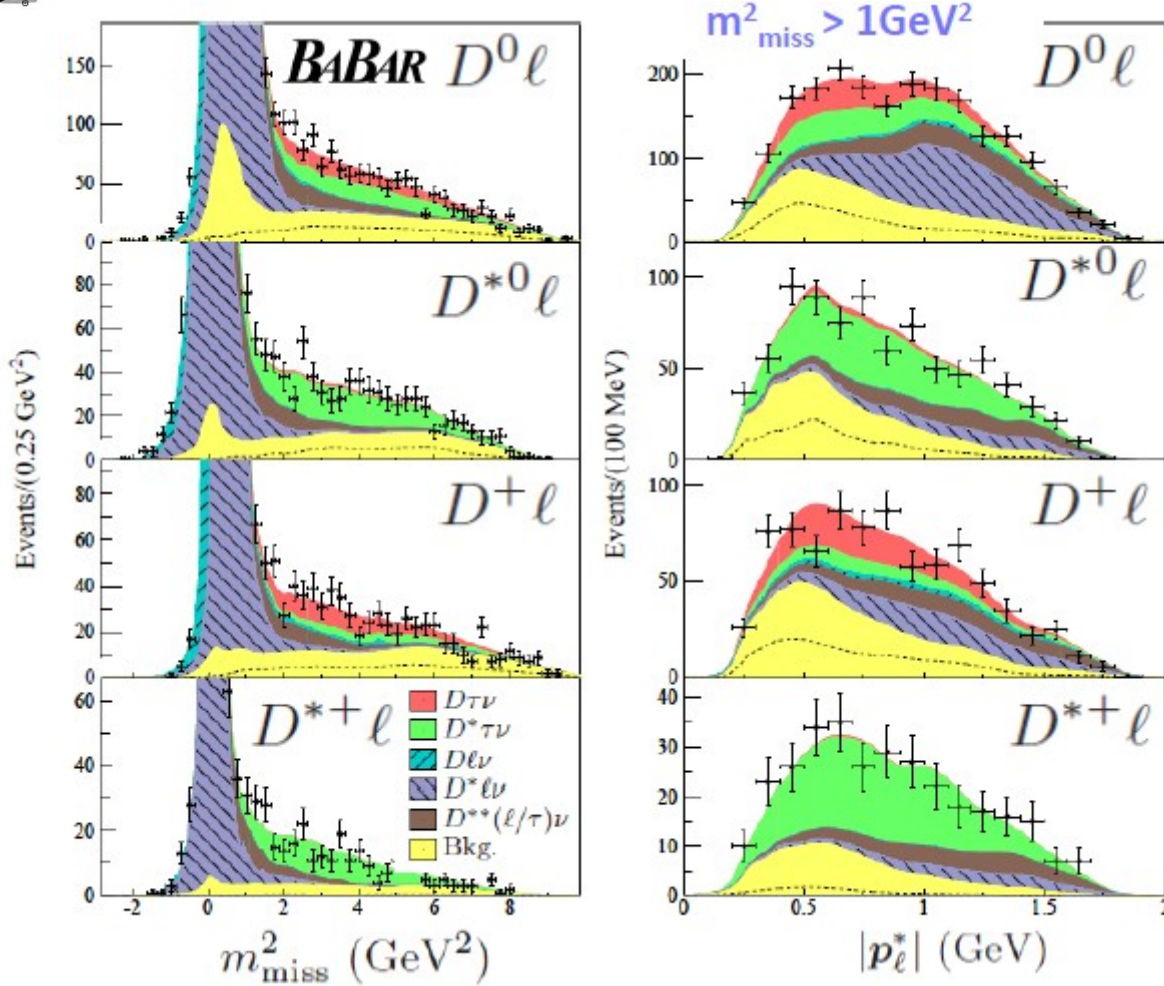 m²miss > 1GeV²
BABAR D⁰ℓ
D⁰ℓ
150
100
50
0
200
100
0
D*⁰ℓ
D*⁰ℓ
80
60
40
20
0
100
50
0
D⁺ℓ
D⁺ℓ
80
60
40
20
0
100
50
0
D*⁺ℓ
D*⁺ℓ
60
40
20
0
40
30
20
10
0
Dτν
D*τν
Dℓν
D*ℓν
D**(ℓ/τ)ν
Bkg.
Events/(0.25 GeV²)
Events/(100 MeV)
-2 0 2 4 6 8
0 0.5 1 1.5 2
m²miss (GeV²)
|p*ℓ| (GeV)